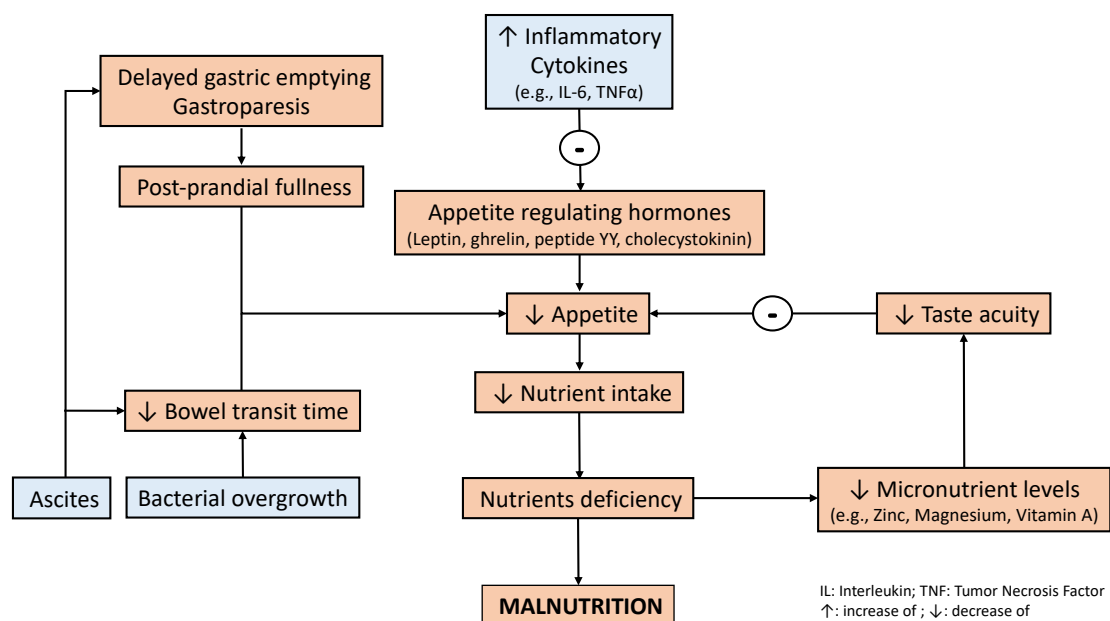 ↑ Inflammatory
Cytokines
(e.g., IL-6, TNFα)
Delayed gastric emptying
Gastroparesis
-
Post-prandial fullness
Appetite regulating hormones
(Leptin, ghrelin, peptide YY, cholecystokinin)
↓ Appetite
-
↓ Taste acuity
↓ Nutrient intake
↓ Bowel transit time
Ascites
Bacterial overgrowth
Nutrients deficiency
↓ Micronutrient levels
(e.g., Zinc, Magnesium, Vitamin A)
MALNUTRITION
IL: Interleukin; TNF: Tumor Necrosis Factor
↑: increase of ; ↓: decrease of